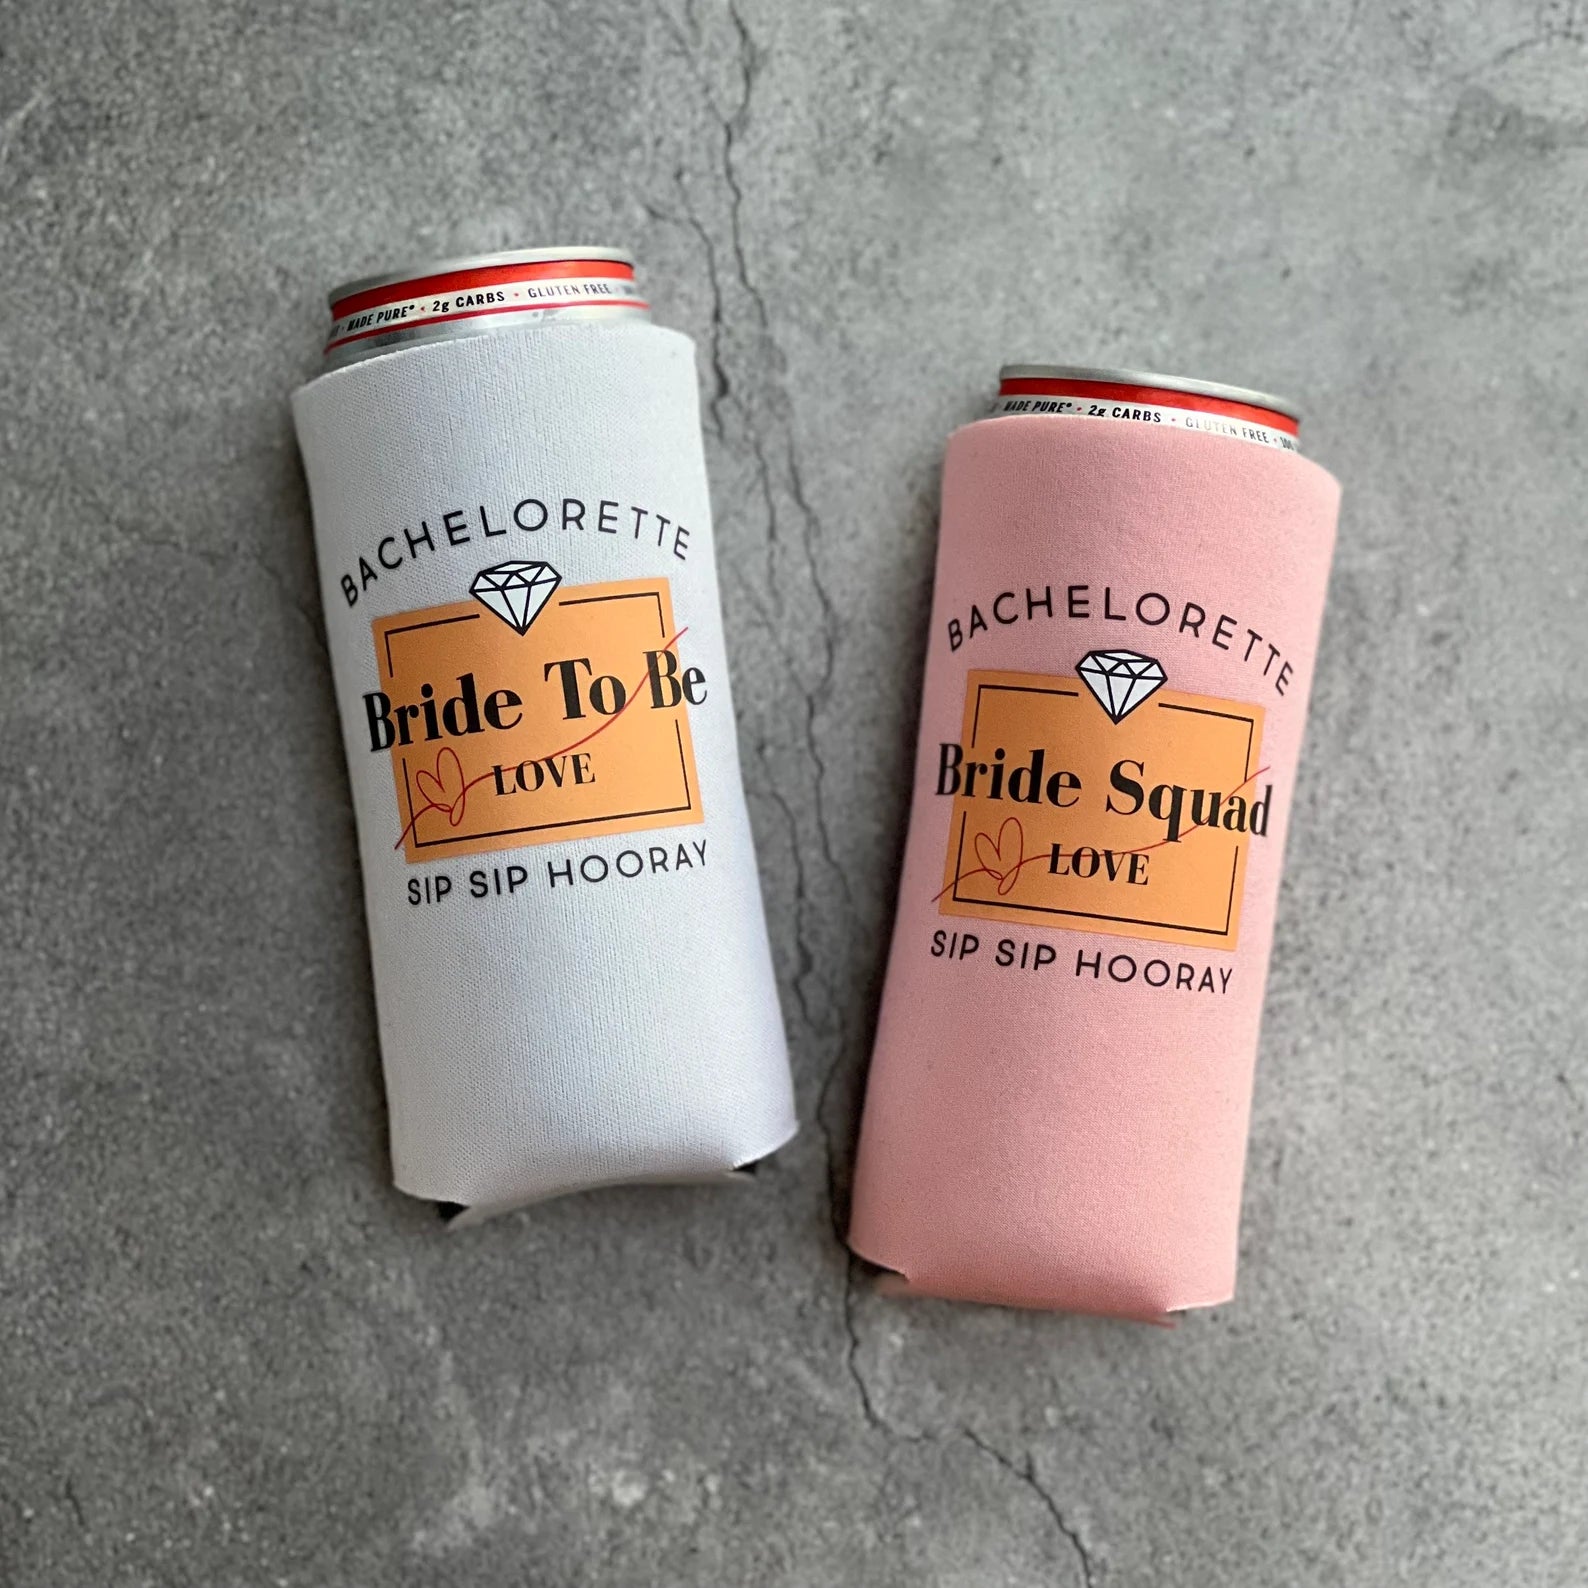 MADE PURE® • 2g CARBS • GLUTEN FREE
BACHELORETTE
Bride To Be
LOVE
SIP SIP HOORAY
MADE PURE® • 2g CARBS • GLUTEN FREE •
BACHELORETTE
Bride Squad
LOVE
SIP SIP HOORAY